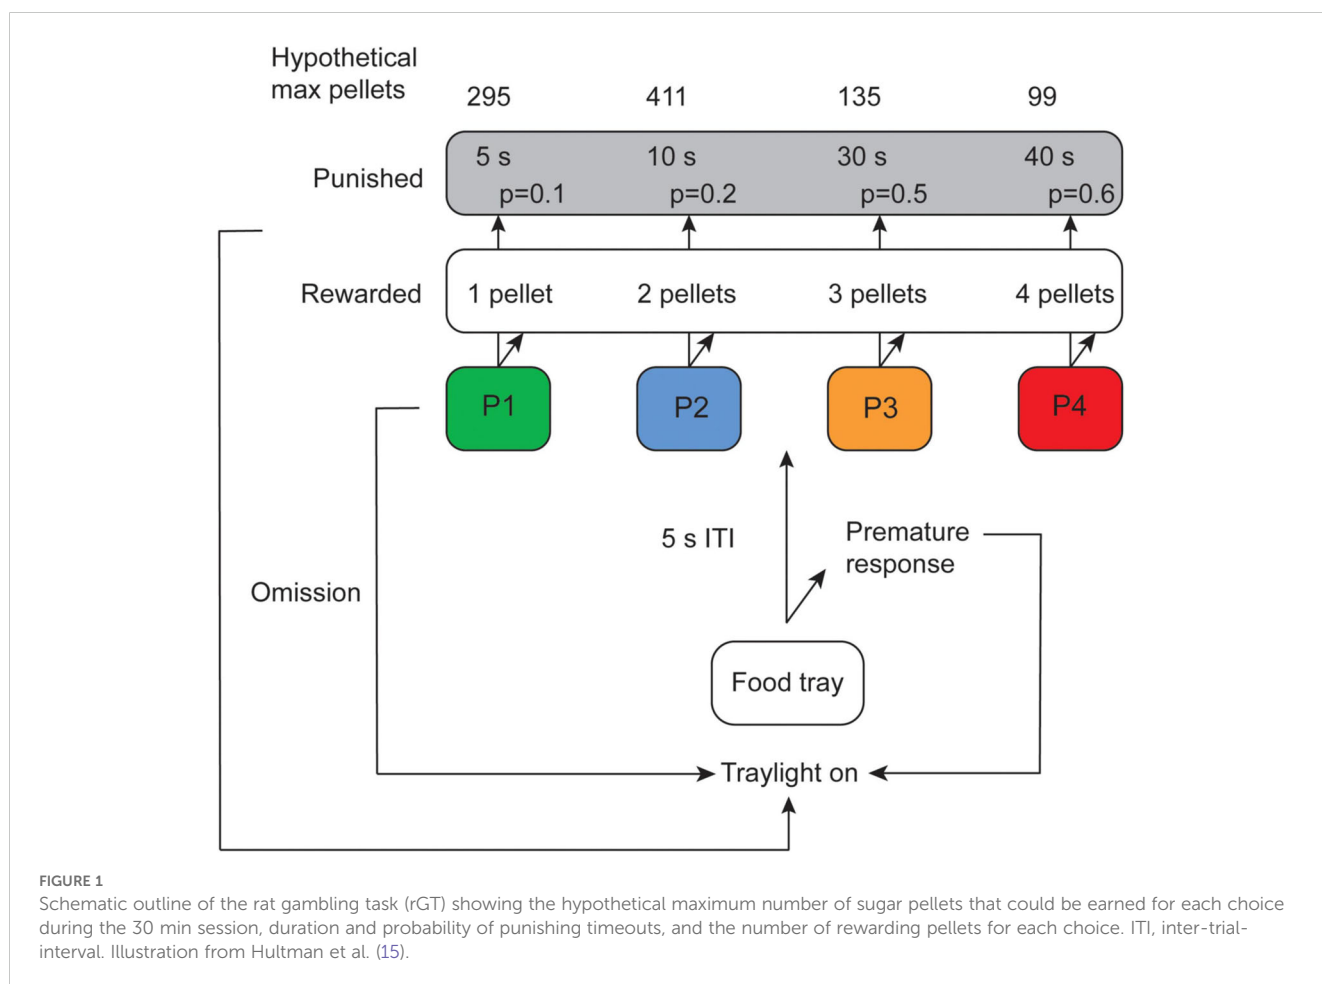 Hypothetical
max pellets
295 411 135 99
Punished
5 s 10 s 30 s 40 s
p=0.1 p=0.2 p=0.5 p=0.6
Rewarded
1 pellet 2 pellets 3 pellets 4 pellets
P1 P2 P3 P4
5 s ITI
Premature
response
Omission
Food tray
Traylight on
FIGURE 1
Schematic outline of the rat gambling task (rGT) showing the hypothetical maximum number of sugar pellets that could be earned for each choice
during the 30 min session, duration and probability of punishing timeouts, and the number of rewarding pellets for each choice. ITI, inter-trial-
interval. Illustration from Hultman et al. (15).